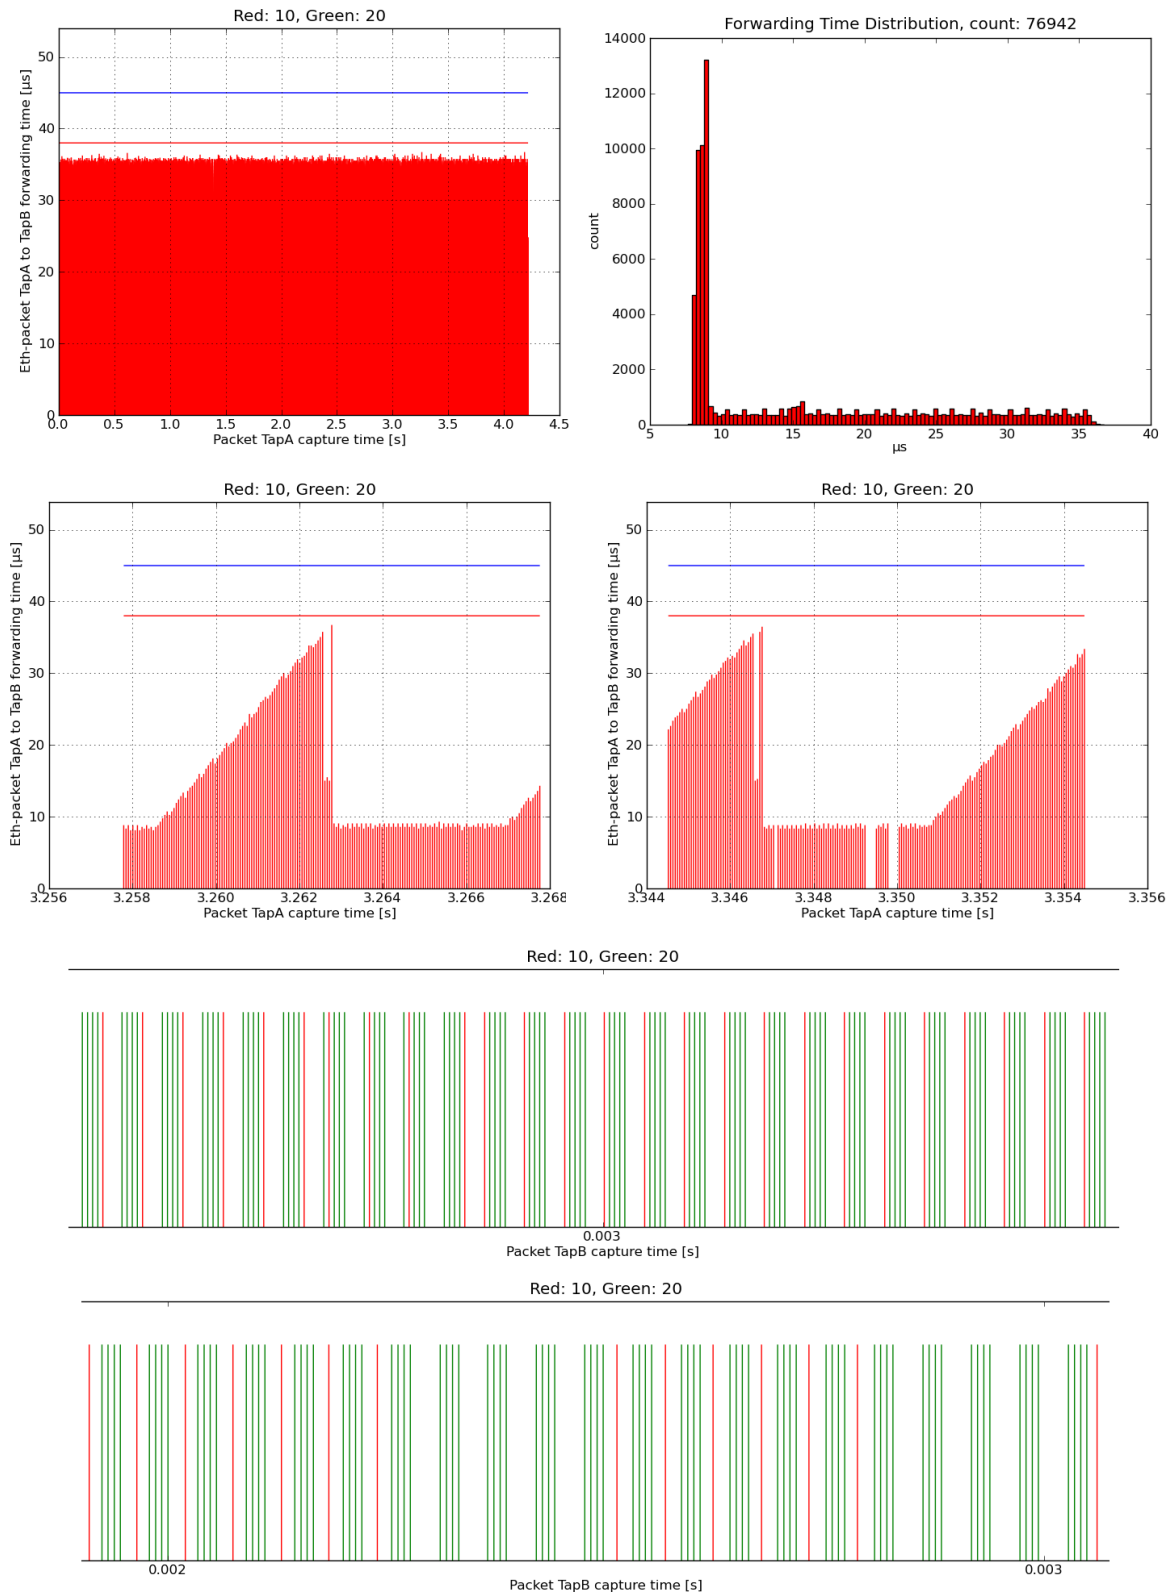 Red: 10, Green: 20
Eth-packet TapA to TapB forwarding time [µs]
50
40
30
20
10
0
0.0 0.5 1.0 1.5 2.0 2.5 3.0 3.5 4.0 4.5
Packet TapA capture time [s]
Forwarding Time Distribution, count: 76942
count
14000
12000
10000
8000
6000
4000
2000
0
5 10 15 20 25 30 35 40
µs
Red: 10, Green: 20
Eth-packet TapA to TapB forwarding time [µs]
50
40
30
20
10
0
3.256 3.258 3.260 3.262 3.264 3.266 3.268
Packet TapA capture time [s]
Red: 10, Green: 20
Eth-packet TapA to TapB forwarding time [µs]
50
40
30
20
10
0
3.344 3.346 3.348 3.350 3.352 3.354 3.356
Packet TapA capture time [s]
Red: 10, Green: 20
0.003
Packet TapB capture time [s]
Red: 10, Green: 20
0.002 0.003
Packet TapB capture time [s]